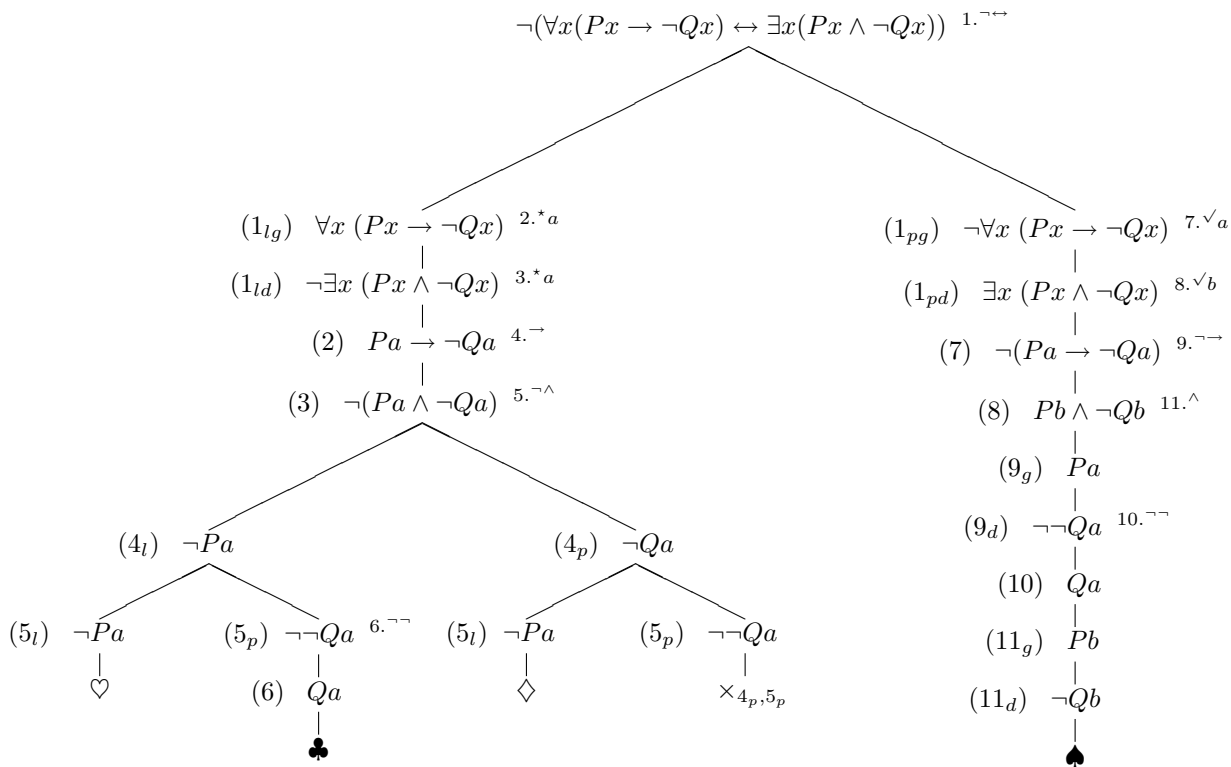 ¬(∀x(Px → ¬Qx) ↔ ∃x(Px ∧ ¬Qx)) 1.¬↔
(1lg) ∀x (Px → ¬Qx) 2.⋆a
(1pg) ¬∀x (Px → ¬Qx) 7.√a
(1ld) ¬∃x (Px ∧ ¬Qx) 3.⋆a
(1pd) ∃x (Px ∧ ¬Qx) 8.√b
(2) Pa → ¬Qa 4.→
(7) ¬(Pa → ¬Qa) 9.¬→
(3) ¬(Pa ∧ ¬Qa) 5.¬∧
(8) Pb ∧ ¬Qb 11.∧
(9g) Pa
(4l) ¬Pa (4p) ¬Qa
(9d) ¬¬Qa 10.¬¬
(10) Qa
(5l) ¬Pa (5p) ¬¬Qa 6.¬¬ (5l) ¬Pa (5p) ¬¬Qa
(11g) Pb
♡ (6) Qa ♢ ×4p,5p
(11d) ¬Qb
♣ ♠